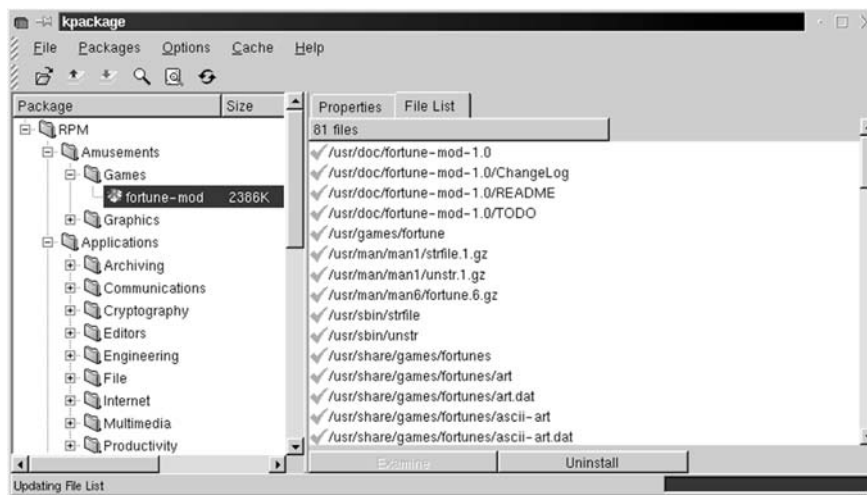 kpackage
File Packages Options Cache Help
Package Size
RPM
Amusements
Games
fortune-mod 2386K
Graphics
Applications
Archiving
Communications
Cryptography
Editors
Engineering
File
Internet
Multimedia
Productivity
Properties File List
81 files
/usr/doc/fortune-mod-1.0
/usr/doc/fortune-mod-1.0/ChangeLog
/usr/doc/fortune-mod-1.0/README
/usr/doc/fortune-mod-1.0/TODO
/usr/games/fortune
/usr/man/man1/strfile.1.gz
/usr/man/man1/unstr.1.gz
/usr/man/man6/fortune.6.gz
/usr/sbin/strfile
/usr/sbin/unstr
/usr/share/games/fortunes
/usr/share/games/fortunes/art
/usr/share/games/fortunes/art.dat
/usr/share/games/fortunes/ascii-art
/usr/share/games/fortunes/ascii-art.dat
Examine Uninstall
Updating File List